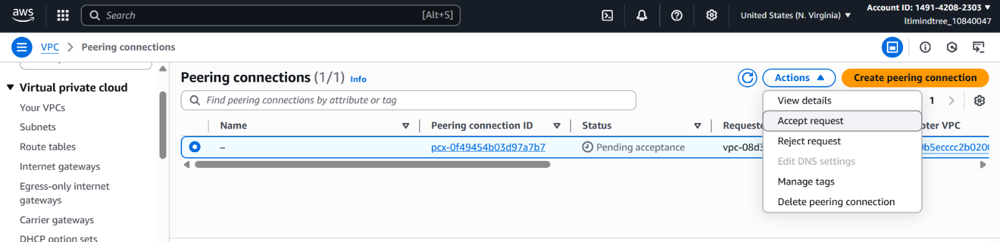 aws
Search [Alt+S]
United States (N. Virginia)
Account ID: 1491-4208-2303
ltimindtree_10840047
VPC > Peering connections
Virtual private cloud
Your VPCs
Subnets
Route tables
Internet gateways
Egress-only internet
gateways
Carrier gateways
DHCP option sets
Peering connections (1/1) Info
Actions
Create peering connection
Find peering connections by attribute or tag
1
Name
Peering connection ID
Status
Requeste
pter VPC
–
pcx-0f49454b03d97a7b7
Pending acceptance
vpc-08d3
0b5ecccc2b0200
View details
Accept request
Reject request
Edit DNS settings
Manage tags
Delete peering connection